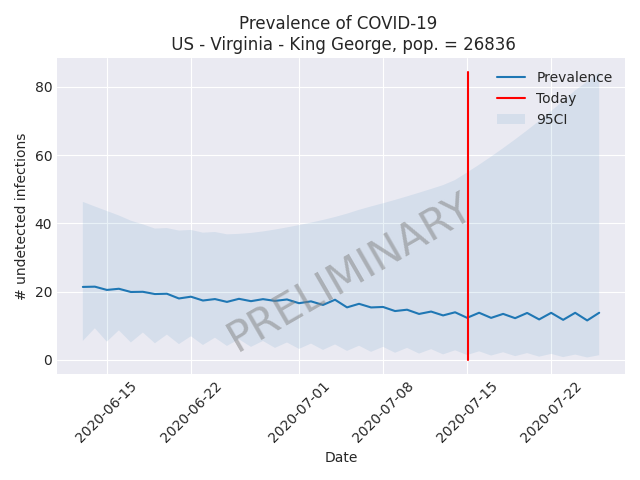 Prevalence of COVID-19
US - Virginia - King George, pop. = 26836
Prevalence
Today
95CI
# undetected infections
80
60
40
20
0
PRELIMINARY
2020-06-15
2020-06-22
2020-07-01
2020-07-08
2020-07-15
2020-07-22
Date